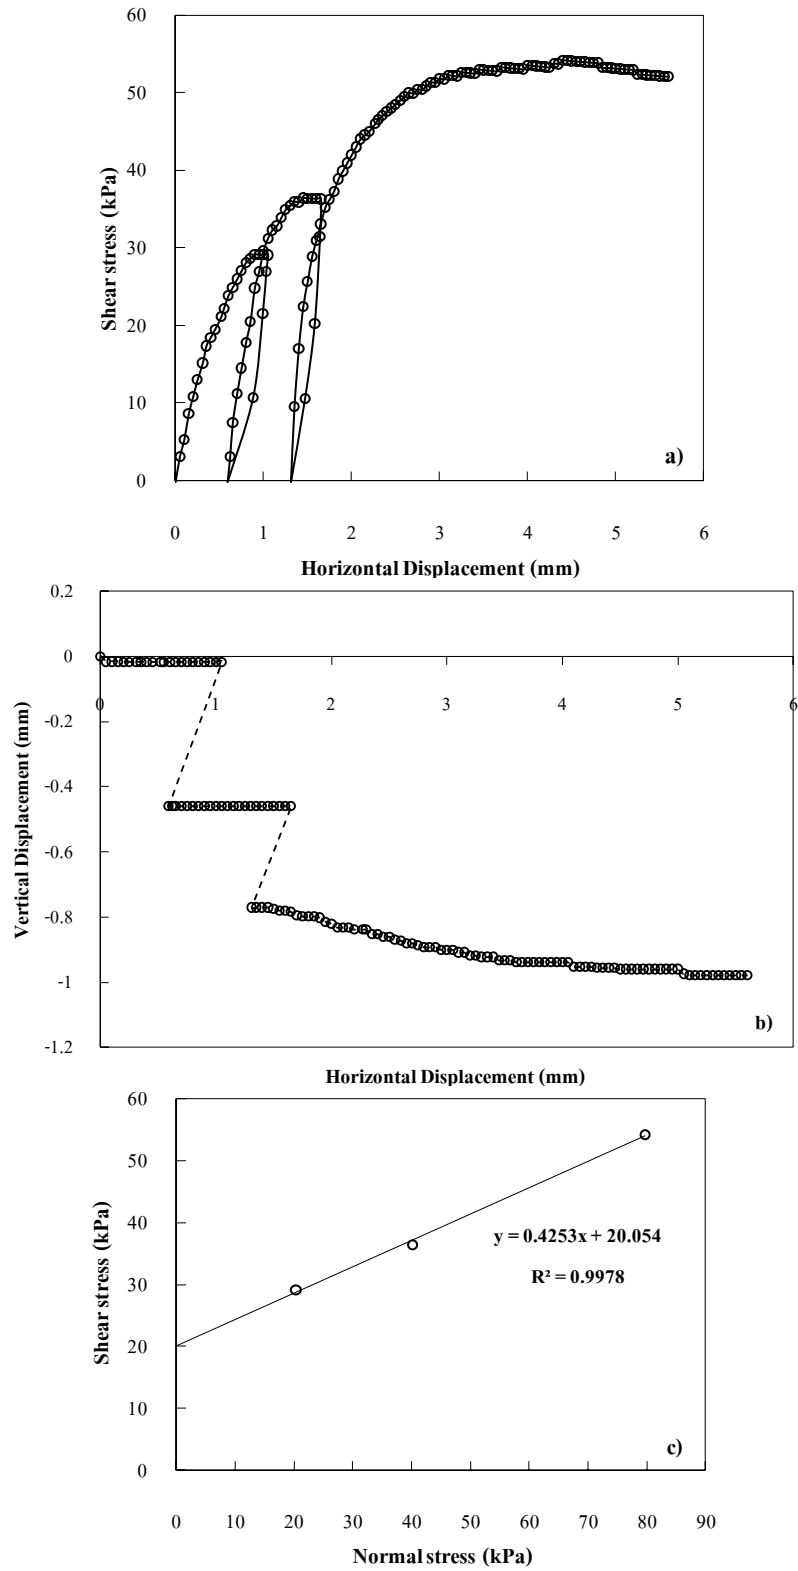 60
50
40
30
20
10
0
Shear stress (kPa)
a)
0 1 2 3 4 5 6
Horizontal Displacement (mm)
0.2
0
-0.2
-0.4
-0.6
-0.8
-1
-1.2
0 1 2 3 4 5 6
Vertical Displacement (mm)
b)
Horizontal Displacement (mm)
60
50
40
30
20
10
0
Shear stress (kPa)
y = 0.4253x + 20.054
R² = 0.9978
c)
0 10 20 30 40 50 60 70 80 90
Normal stress (kPa)